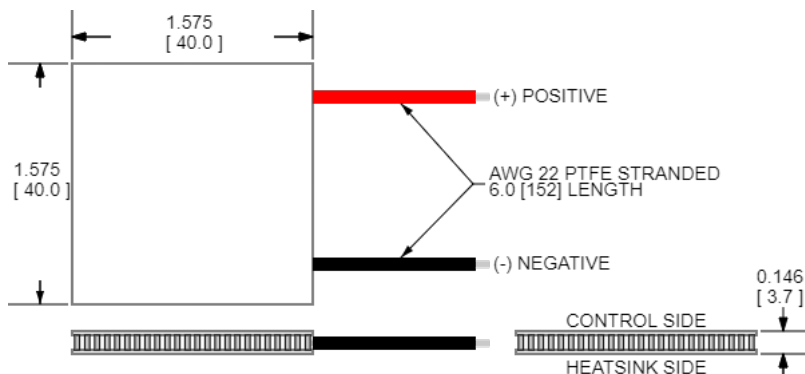 1.575
[ 40.0 ]
(+) POSITIVE
1.575
[ 40.0 ]
AWG 22 PTFE STRANDED
6.0 [152] LENGTH
(-) NEGATIVE
0.146
[ 3.7 ]
CONTROL SIDE
HEATSINK SIDE